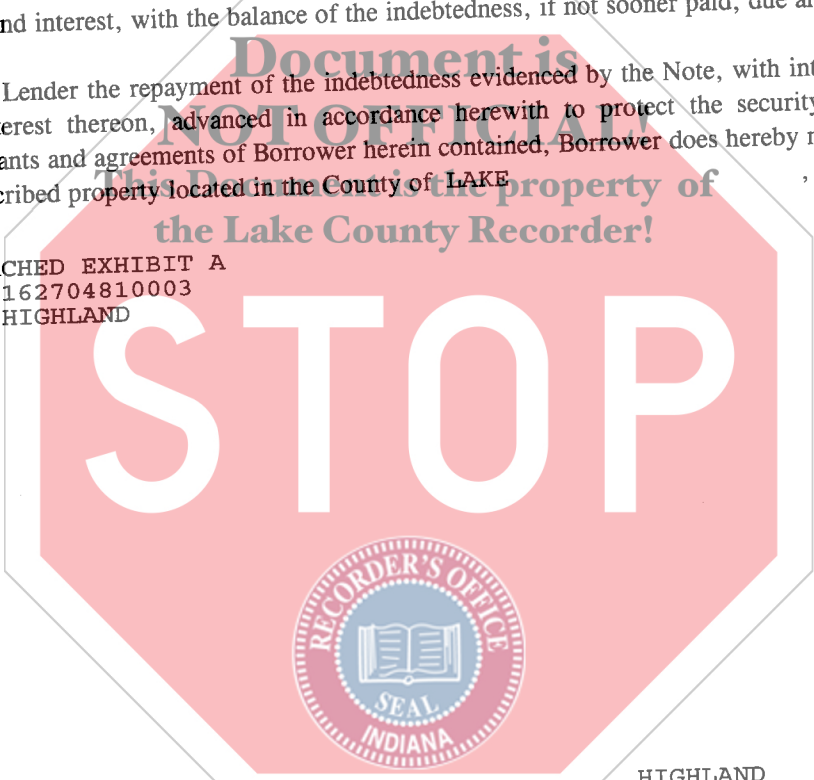 nd interest, with the balance of the indebtedness, if not sooner paid, due
Document is
Lender the repayment of the indebtedness evidenced by the Note, with int
NOT OFFICIAL!
erest thereon, advanced in accordance herewith to protect the security
ants and agreements of Borrower herein contained, Borrower does hereby
cribed property located in the County of LAKE ,
This Document is the property of
the Lake County Recorder!
CHED EXHIBIT A
162704810003
HIGHLAND
STOP
RECORDER'S OFFICE
SEAL
INDIANA
HIGHLAND